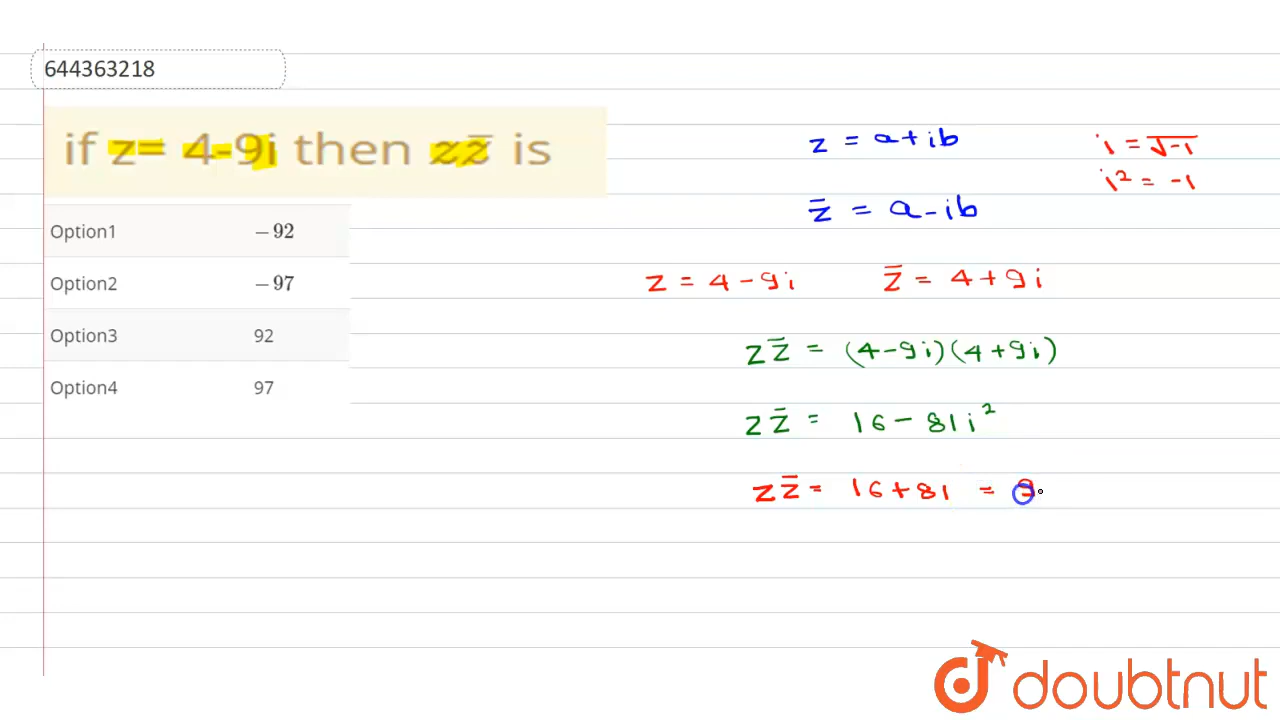 644363218
if z= 4-9i then zz̅ is
Option1 −92
Option2 −97
Option3 92
Option4 97
z = a+ib
i = √-1
i² = -1
z̅ = a-ib
z = 4-9i z̅ = 4+9i
zz̅ = (4-9i)(4+9i)
zz̅ = 16-81i²
zz̅ = 16+81 = 9
doubtnut